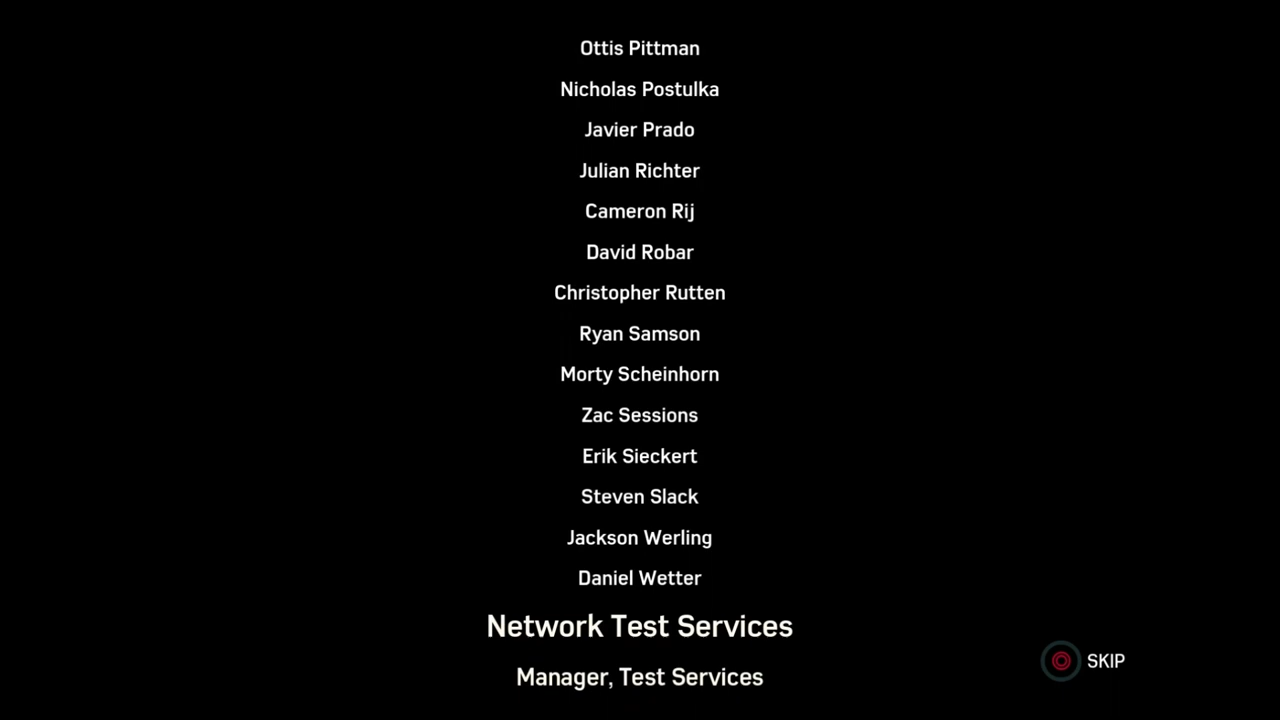 Ottis Pittman
Nicholas Postulka
Javier Prado
Julian Richter
Cameron Rij
David Robar
Christopher Rutten
Ryan Samson
Morty Scheinhorn
Zac Sessions
Erik Sieckert
Steven Slack
Jackson Werling
Daniel Wetter
Network Test Services
Manager, Test Services
SKIP